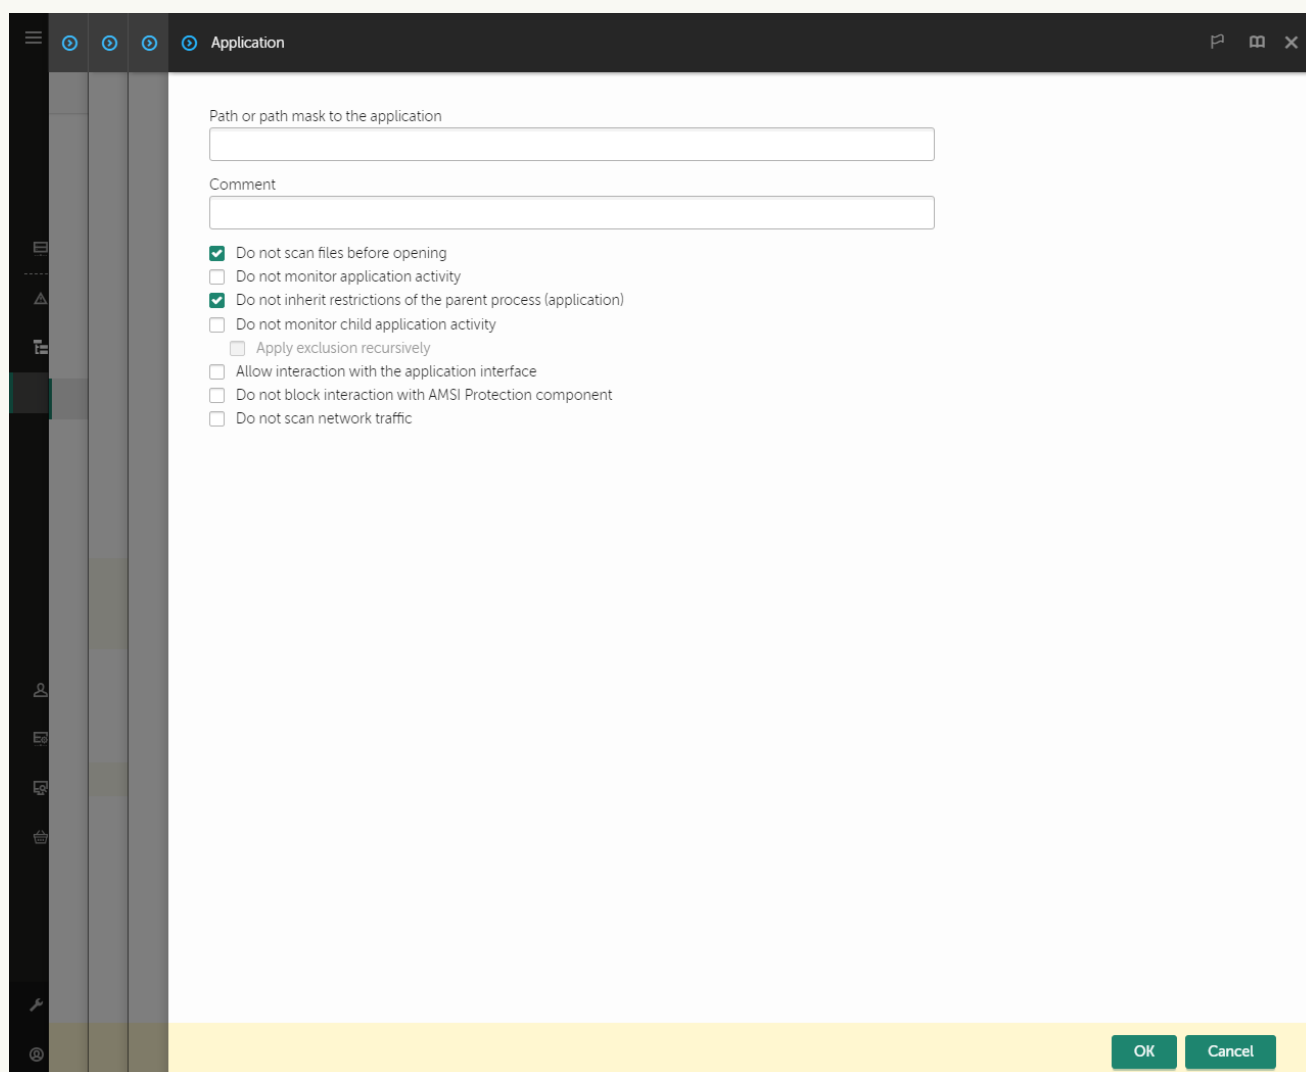 Application
Path or path mask to the application
Comment
Do not scan files before opening
Do not monitor application activity
Do not inherit restrictions of the parent process (application)
Do not monitor child application activity
Apply exclusion recursively
Allow interaction with the application interface
Do not block interaction with AMSI Protection component
Do not scan network traffic
OK Cancel